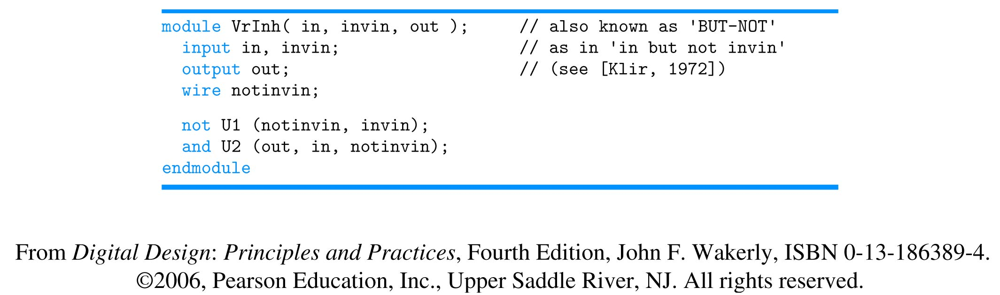 module VrInh( in, invin, out );     // also known as 'BUT-NOT'
  input in, invin;                  // as in 'in but not invin'
  output out;                       // (see [Klir, 1972])
  wire notinvin;
  not U1 (notinvin, invin);
  and U2 (out, in, notinvin);
endmodule
From Digital Design: Principles and Practices, Fourth Edition, John F. Wakerly, ISBN 0-13-186389-4.
©2006, Pearson Education, Inc., Upper Saddle River, NJ. All rights reserved.